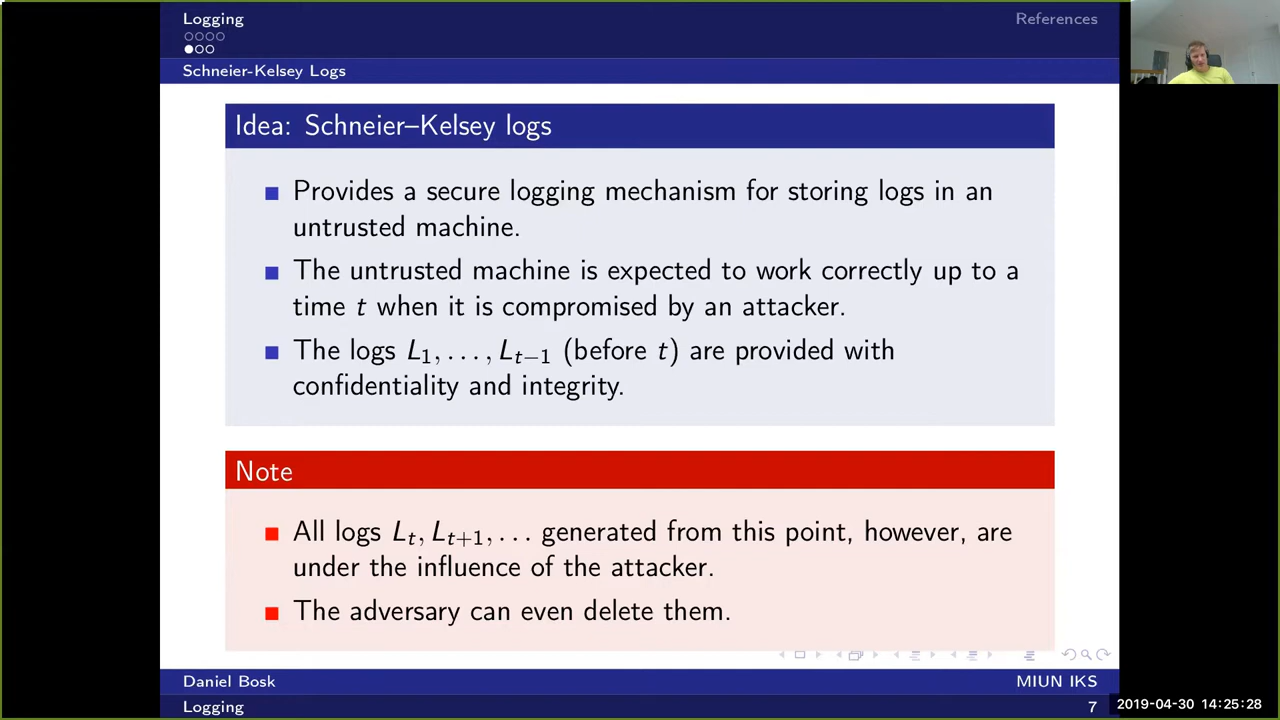 Logging
References
Schneier-Kelsey Logs
Idea: Schneier–Kelsey logs
Provides a secure logging mechanism for storing logs in an
untrusted machine.
The untrusted machine is expected to work correctly up to a
time t when it is compromised by an attacker.
The logs L₁, . . . , Lₜ₋₁ (before t) are provided with
confidentiality and integrity.
Note
All logs Lₜ, Lₜ₊₁, . . . generated from this point, however, are
under the influence of the attacker.
The adversary can even delete them.
Daniel Bosk
MIUN IKS
Logging
7
2019-04-30 14:25:28